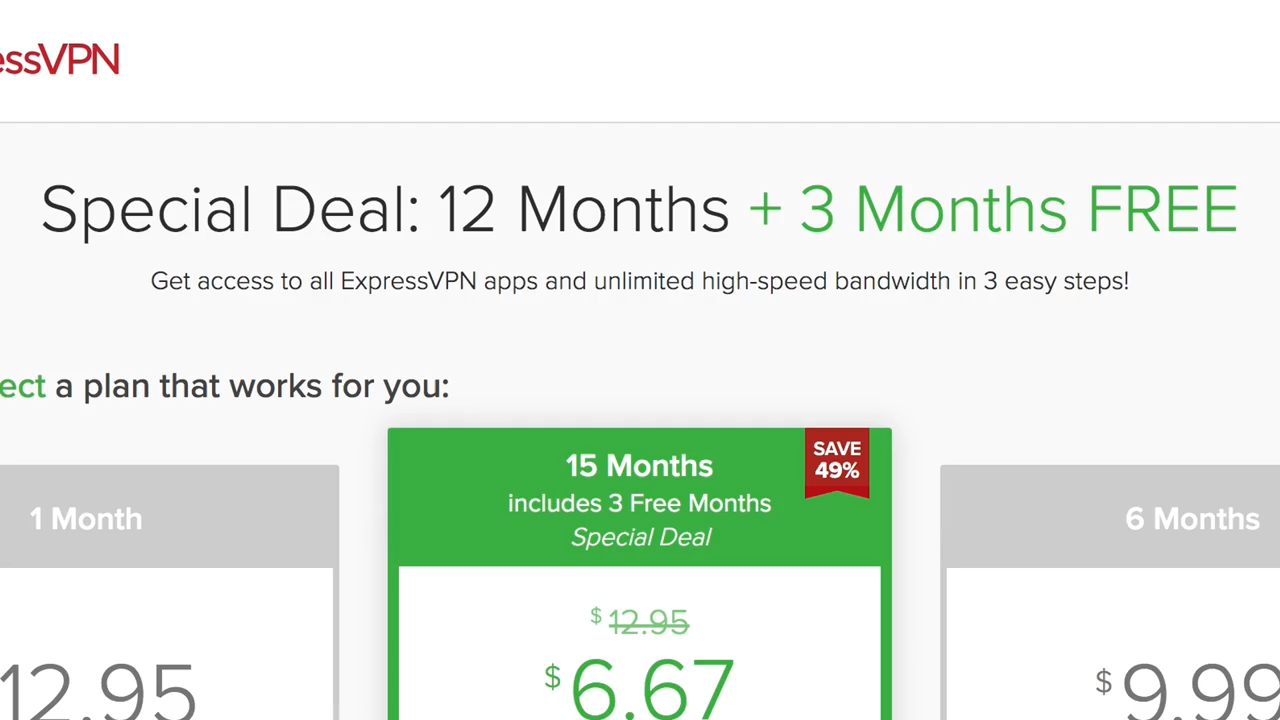 essVPN
Special Deal: 12 Months + 3 Months FREE
Get access to all ExpressVPN apps and unlimited high-speed bandwidth in 3 easy steps!
ect a plan that works for you:
1 Month
12.95
15 Months
includes 3 Free Months
Special Deal
SAVE
49%
$12.95
$6.67
6 Months
$9.99